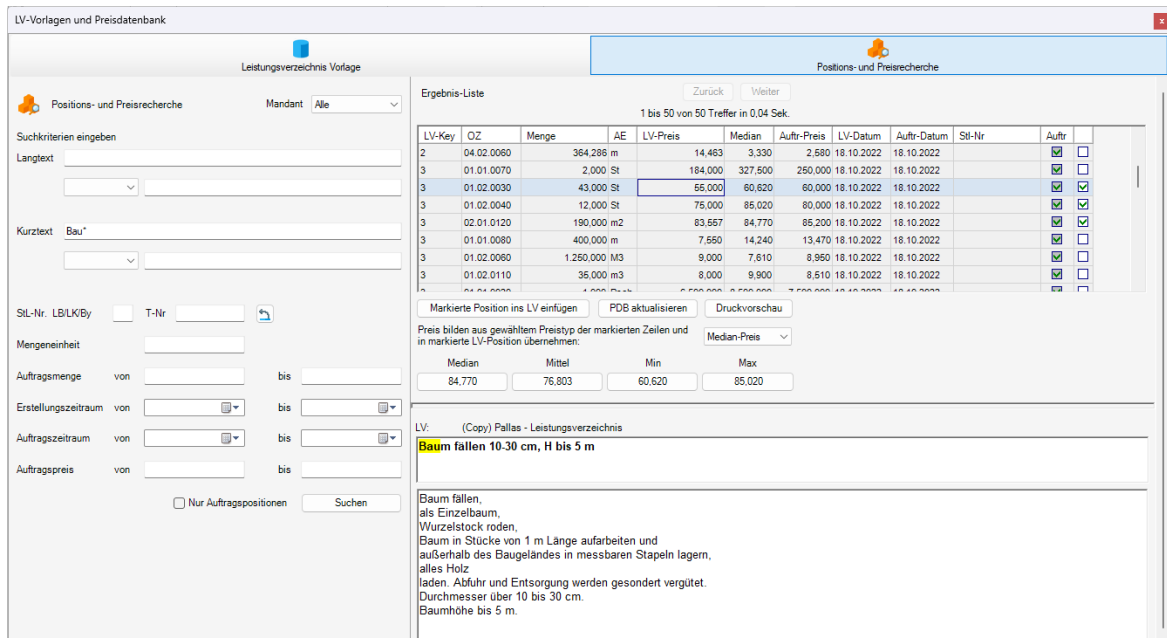 LV-Vorlagen und Preisdatenbank
x
Leistungsverzeichnis Vorlage
Positions- und Preisrecherche
Positions- und Preisrecherche
Mandant Alle
Suchkriterien eingeben
Langtext
Kurztext Bau*
StL-Nr. LB/LK/By T-Nr
Mengeneinheit
Auftragsmenge von bis
Erstellungszeitraum von bis
Auftragszeitraum von bis
Auftragspreis von bis
Nur Auftragspositionen Suchen
Ergebnis-Liste Zurück Weiter
1 bis 50 von 50 Treffer in 0,04 Sek.
LV-Key OZ Menge AE LV-Preis Median Auftr-Preis LV-Datum Auftr-Datum Stl-Nr Auftr
2 04.02.0060 364,286 m 14,463 3,330 2,580 18.10.2022 18.10.2022
3 01.01.0070 2,000 St 184,000 327,500 250,000 18.10.2022 18.10.2022
3 01.02.0030 43,000 St 55,000 60,620 60,000 18.10.2022 18.10.2022
3 01.02.0040 12,000 St 75,000 85,020 80,000 18.10.2022 18.10.2022
3 02.01.0120 190,000 m2 83,557 84,770 85,200 18.10.2022 18.10.2022
3 01.01.0080 400,000 m 7,550 14,240 13,470 18.10.2022 18.10.2022
3 01.02.0060 1.250,000 M3 9,000 7,610 8,950 18.10.2022 18.10.2022
3 01.02.0110 35,000 m3 8,000 9,900 8,510 18.10.2022 18.10.2022
Markierte Position ins LV einfügen PDB aktualisieren Druckvorschau
Preis bilden aus gewähltem Preistyp der markierten Zeilen und
in markierte LV-Position übernehmen:
Median-Preis
Median Mittel Min Max
84,770 76,803 60,620 85,020
LV: (Copy) Pallas - Leistungsverzeichnis
Baum fällen 10-30 cm, H bis 5 m
Baum fällen,
als Einzelbaum,
Wurzelstock roden,
Baum in Stücke von 1 m Länge aufarbeiten und
außerhalb des Baugeländes in messbaren Stapeln lagern,
alles Holz
laden. Abfuhr und Entsorgung werden gesondert vergütet.
Durchmesser über 10 bis 30 cm.
Baumhöhe bis 5 m.